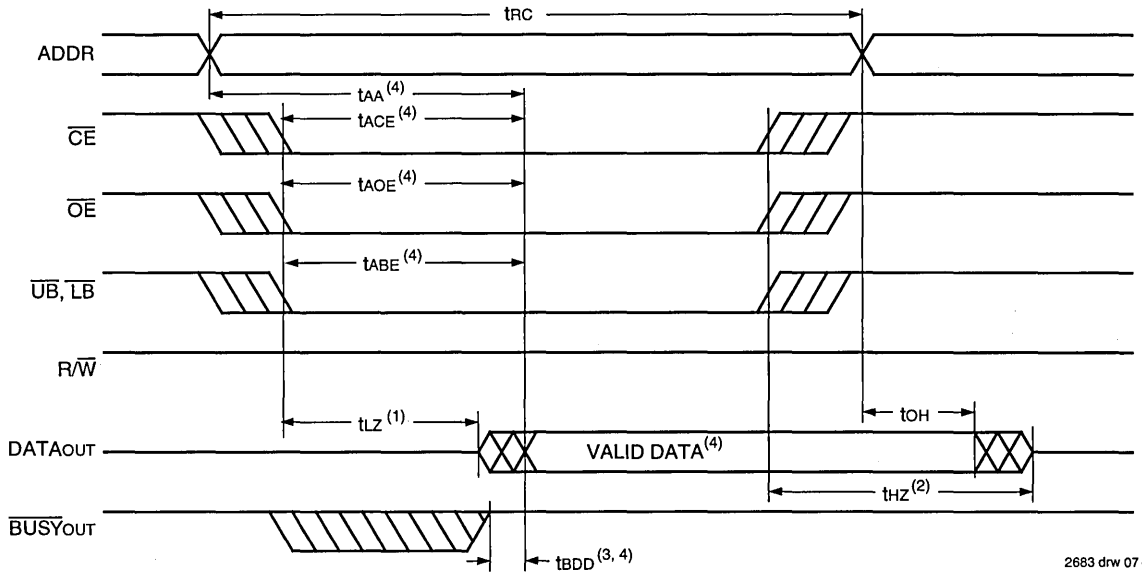 tRC
ADDR
tAA (4)
tACE (4)
CE
tAOE (4)
OE
tABE (4)
UB, LB
R/W
tLZ (1)
tOH
DATAOUT
VALID DATA(4)
tHZ (2)
BUSYOUT
tBDD (3, 4)
2683 drw 07